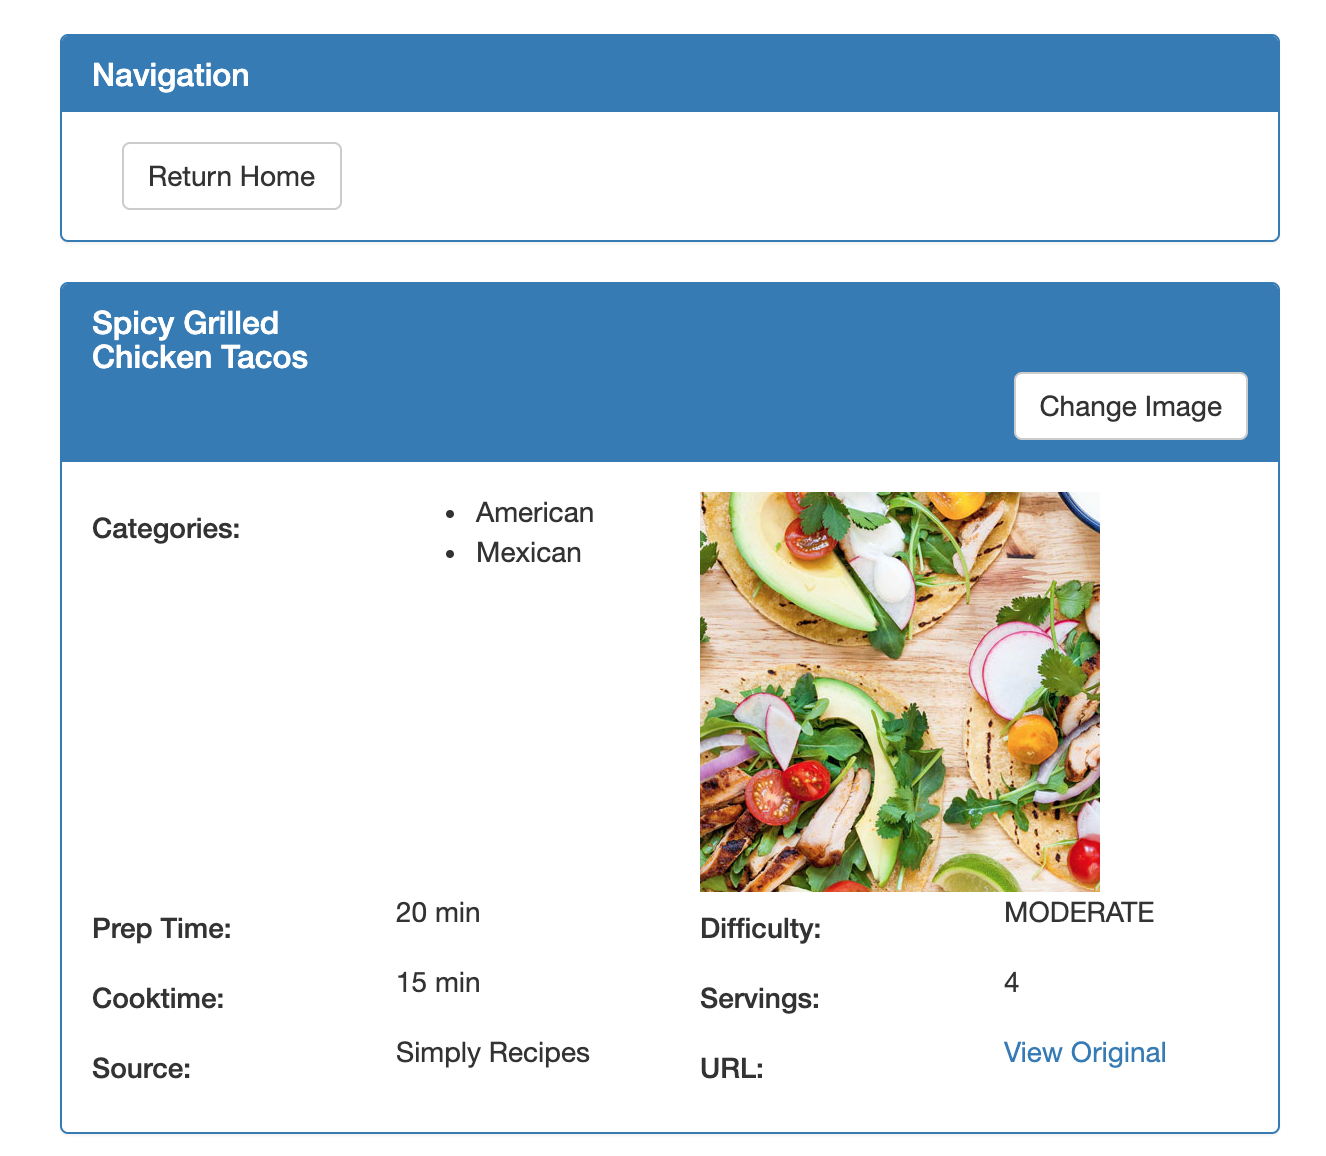 Navigation
Return Home
Spicy Grilled
Chicken Tacos
Change Image
Categories:
• American
• Mexican
Prep Time: 20 min Difficulty: MODERATE
Cooktime: 15 min Servings: 4
Source: Simply Recipes URL: View Original